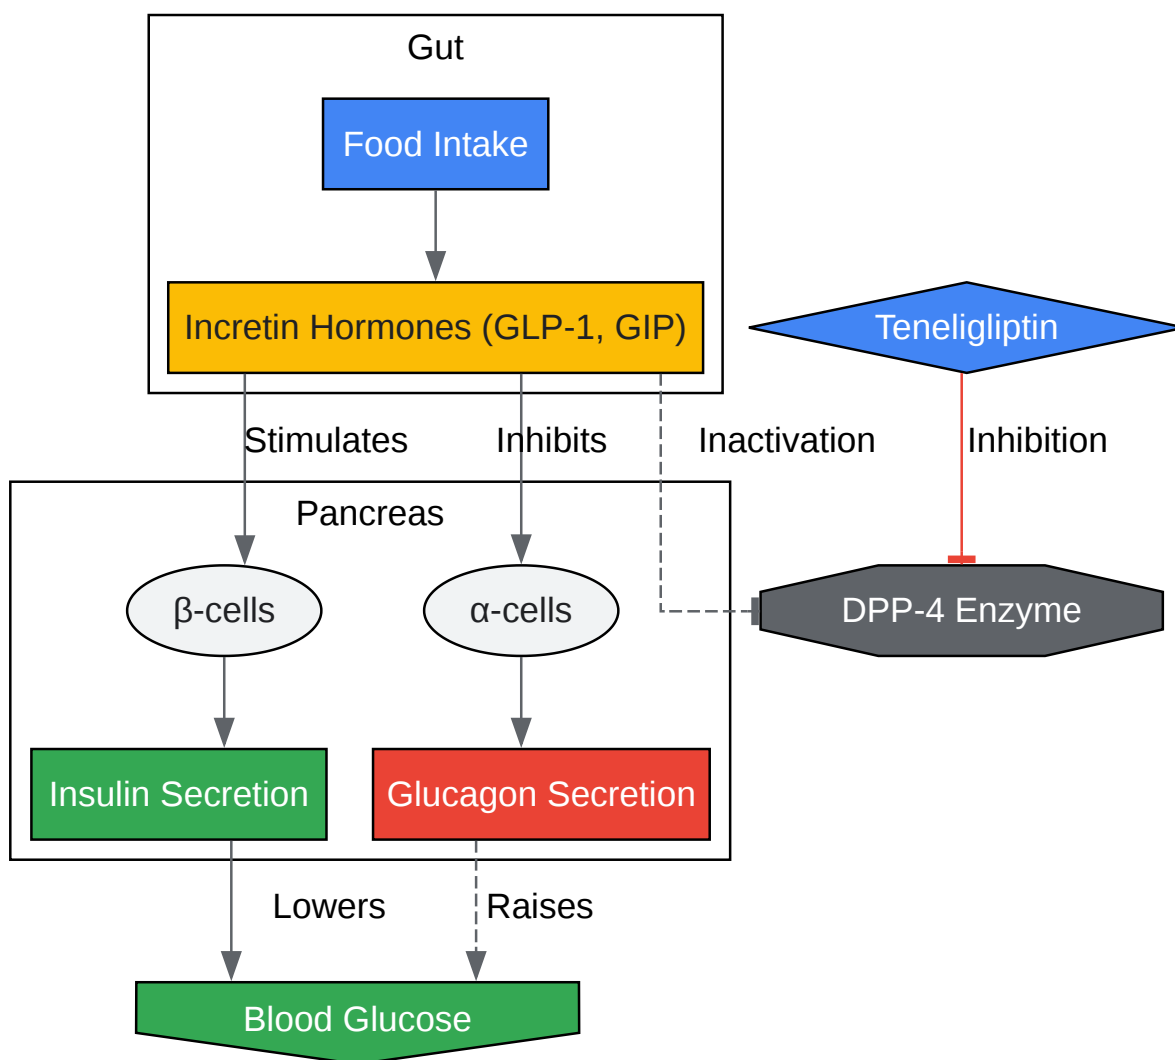 Gut
Food Intake
Incretin Hormones (GLP-1, GIP)
Teneligliptin
Stimulates
Inhibits
Inactivation
Inhibition
Pancreas
β-cells
α-cells
DPP-4 Enzyme
Insulin Secretion
Glucagon Secretion
Lowers
Raises
Blood Glucose